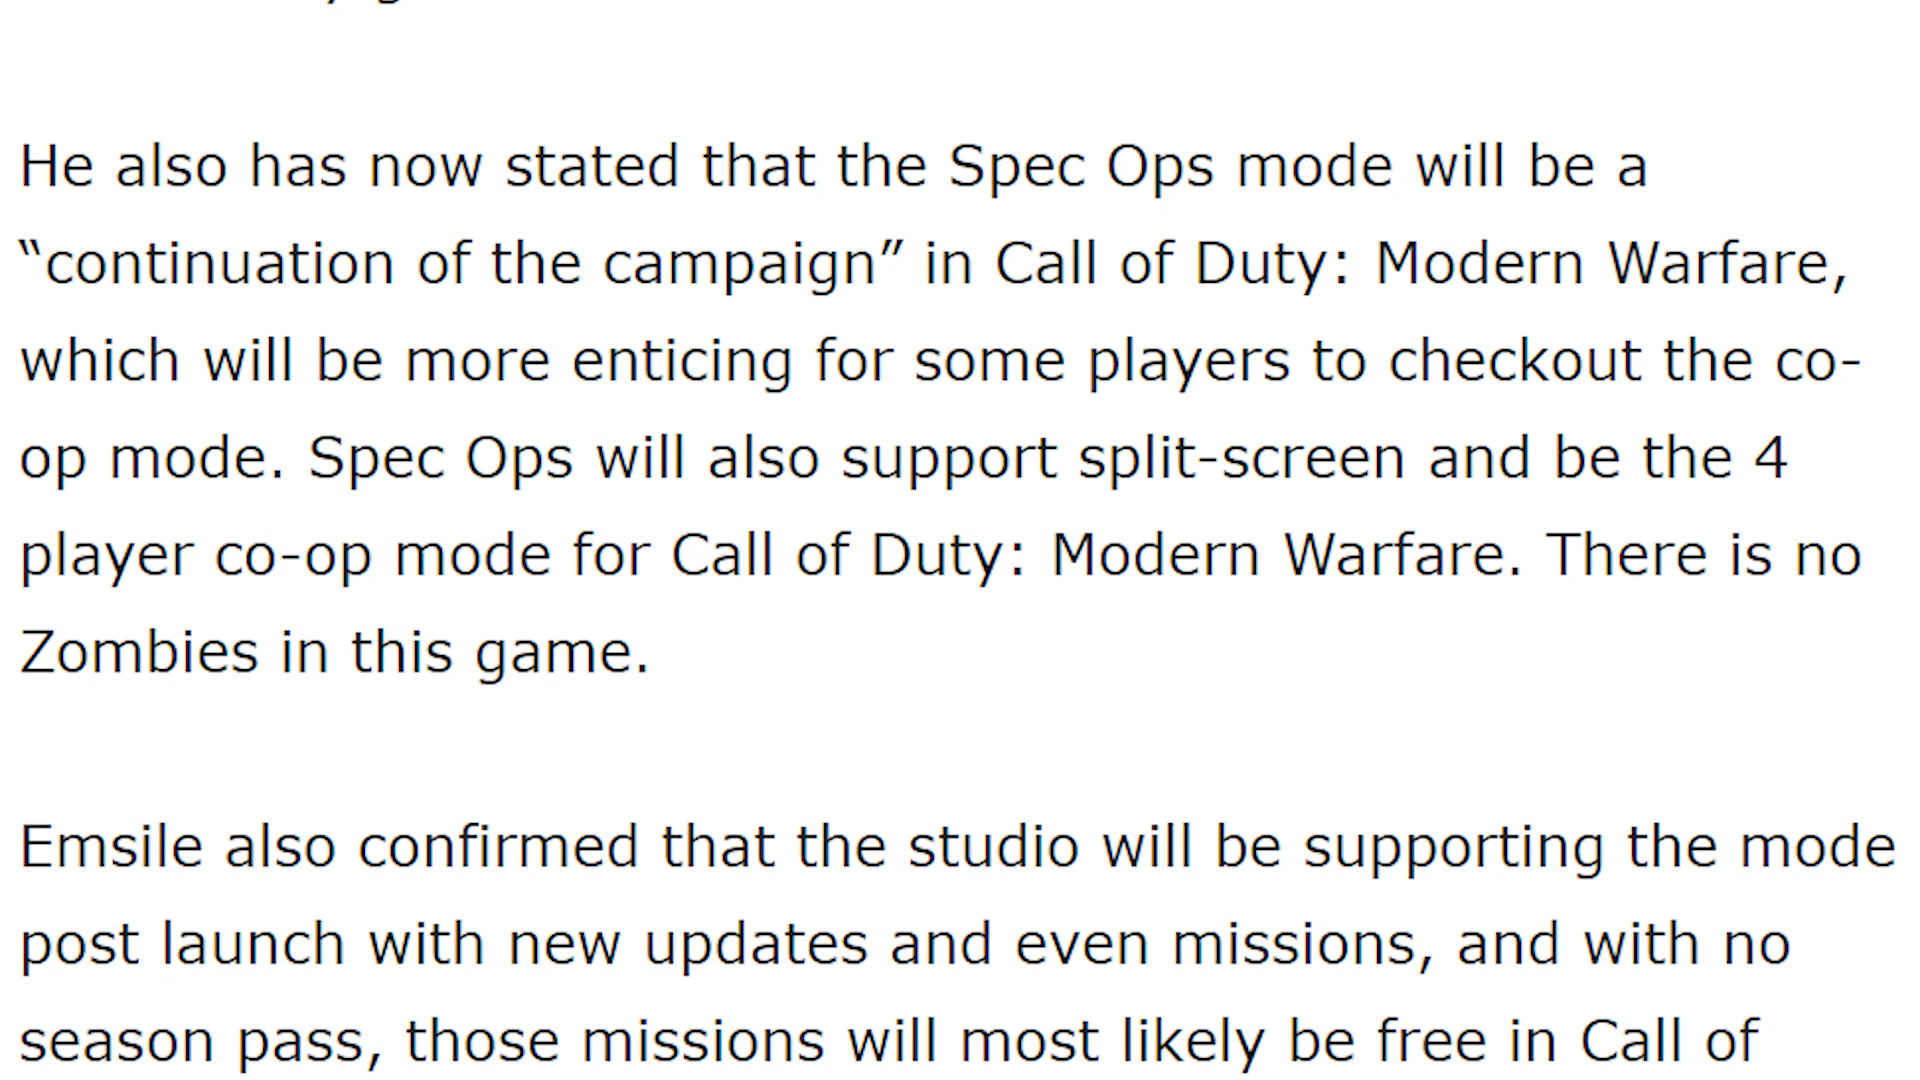 He also has now stated that the Spec Ops mode will be a
“continuation of the campaign” in Call of Duty: Modern Warfare,
which will be more enticing for some players to checkout the co-
op mode. Spec Ops will also support split-screen and be the 4
player co-op mode for Call of Duty: Modern Warfare. There is no
Zombies in this game.
Emsile also confirmed that the studio will be supporting the mode
post launch with new updates and even missions, and with no
season pass, those missions will most likely be free in Call of